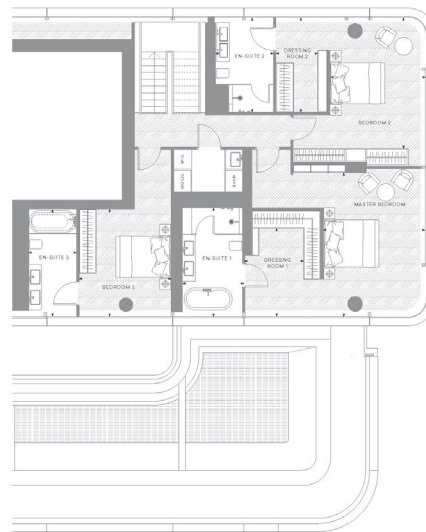 EN-SUITE 2
DRESSING
ROOM 2
BEDROOM 2
MASTER BEDROOM
EN-SUITE 3
BEDROOM 3
EN-SUITE 1
DRESSING
ROOM 1